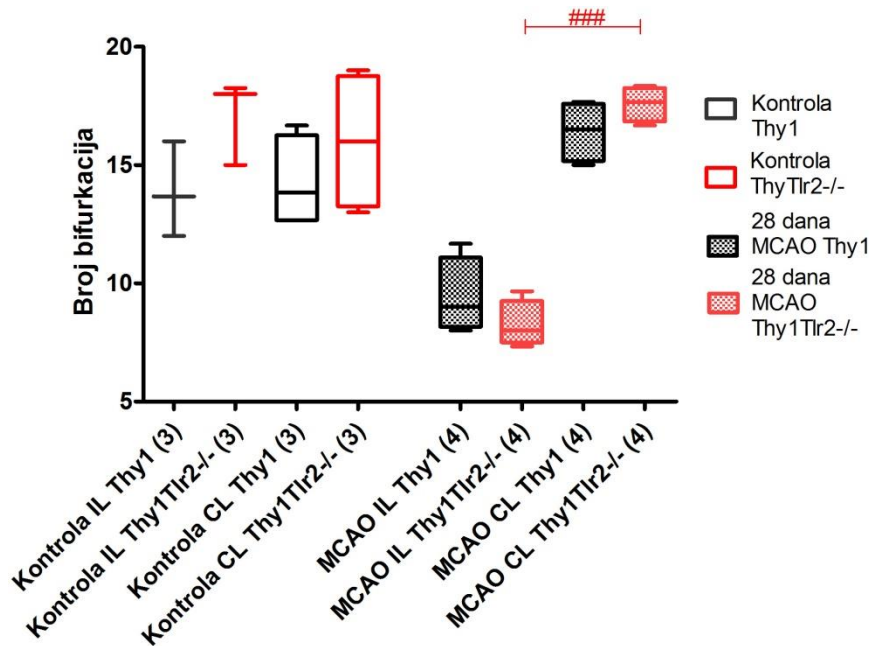 ###
20
15
10
5
Broj bifurkacija
Kontrola IL Thy1 (3)
Kontrola IL Thy1Tlr2-/- (3)
Kontrola CL Thy1 (3)
Kontrola CL Thy1Tlr2-/- (3)
MCAO IL Thy1 (4)
MCAO IL Thy1Tlr2-/- (4)
MCAO CL Thy1 (4)
MCAO CL Thy1Tlr2-/- (4)
Kontrola
Thy1
Kontrola
ThyTlr2-/-
28 dana
MCAO Thy1
28 dana
MCAO
Thy1Tlr2-/-